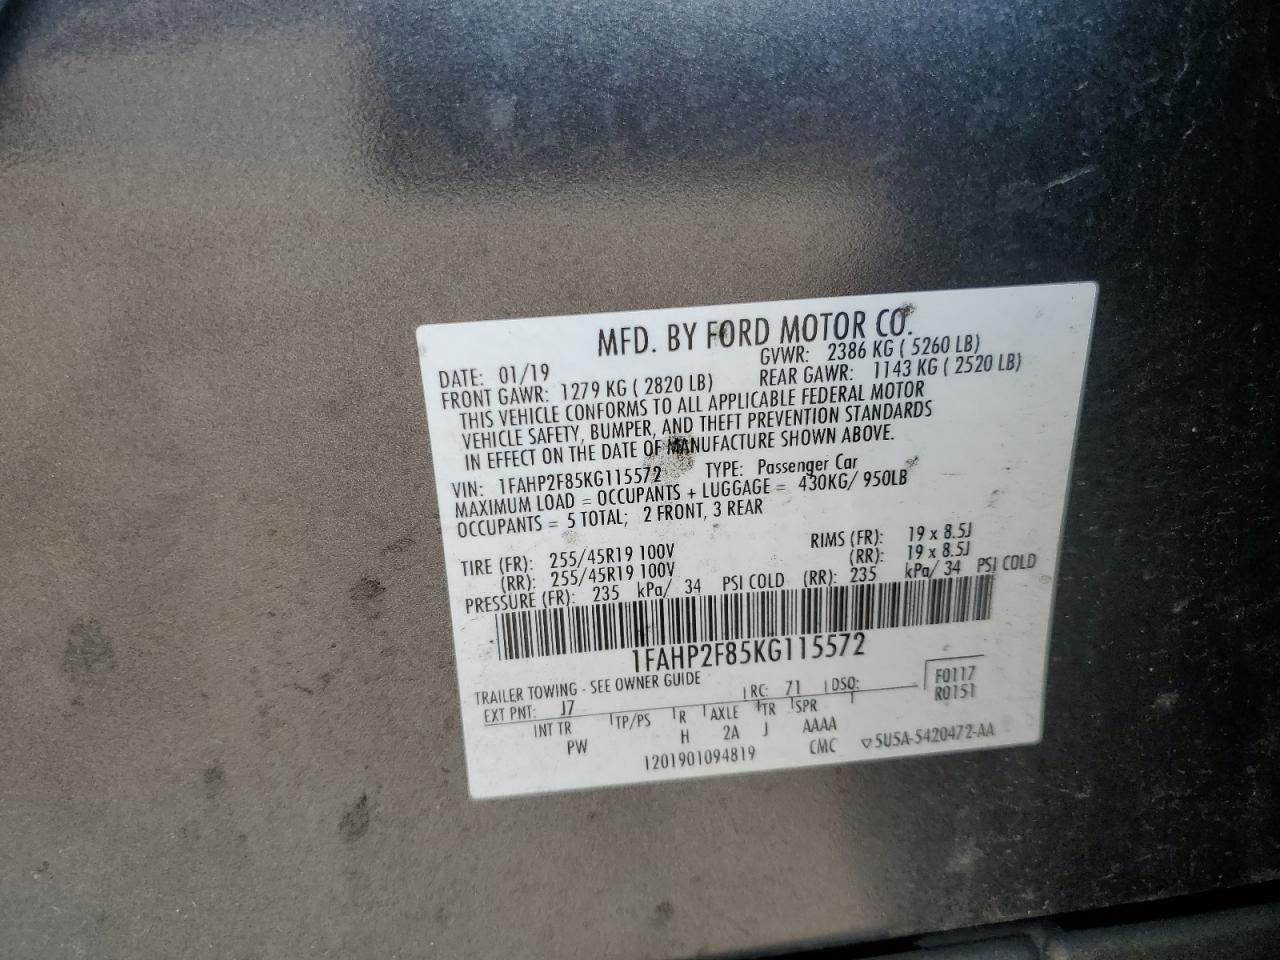 MFD. BY FORD MOTOR CO.
DATE: 01/19 GVWR: 2386 KG ( 5260 LB)
FRONT GAWR: 1279 KG ( 2820 LB) REAR GAWR: 1143 KG ( 2520 LB)
THIS VEHICLE CONFORMS TO ALL APPLICABLE FEDERAL MOTOR
VEHICLE SAFETY, BUMPER, AND THEFT PREVENTION STANDARDS
IN EFFECT ON THE DATE OF MANUFACTURE SHOWN ABOVE.
VIN: 1FAHP2F85KG115572 TYPE: Passenger Car
MAXIMUM LOAD = OCCUPANTS + LUGGAGE = 430KG/ 950LB
OCCUPANTS = 5 TOTAL; 2 FRONT, 3 REAR
TIRE (FR): 255/45R19 100V RIMS (FR): 19 x 8.5J
(RR): 255/45R19 100V (RR): 19 x 8.5J
PRESSURE (FR): 235 kPa/ 34 PSI COLD (RR): 235 kPa/ 34 PSI COLD
1FAHP2F85KG115572
TRAILER TOWING - SEE OWNER GUIDE F0117
EXT PNT: J7 RC: 71 DSO: R0151
INT TR TP/PS R AXLE TR SPR
PW H 2A J AAAA
1201901094819 CMC ▽5U5A-5420472-AA